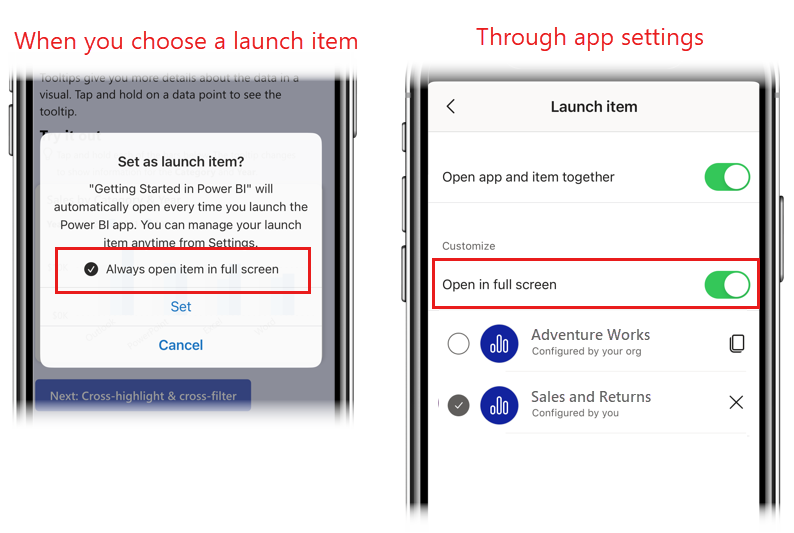 When you choose a launch item
Tooltips give you more details about the data in a
visual. Tap and hold on a data point to see the
tooltip.
Try it out
Set as launch item?
"Getting Started in Power BI" will
automatically open every time you launch the
Power BI app. You can manage your launch
item anytime from Settings.
Always open item in full screen
Set
Cancel
Next: Cross-highlight & cross-filter
Through app settings
Launch item
Open app and item together
Customize
Open in full screen
Adventure Works
Configured by your org
Sales and Returns
Configured by you